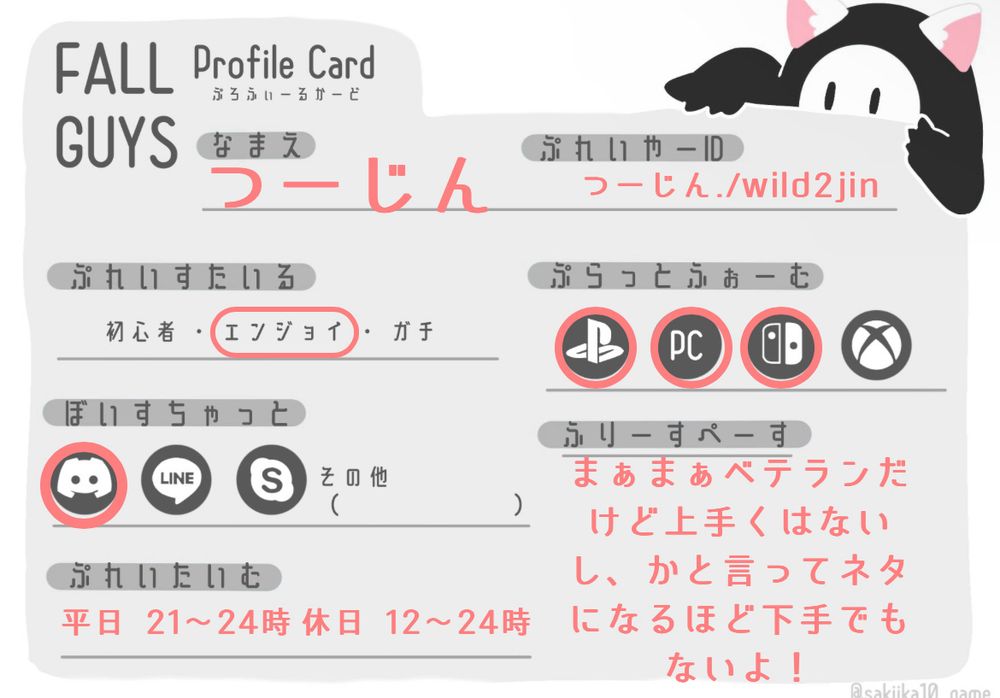 FALL GUYS
Profile Card
ぷろふぃーるかーど
なまえ
つーじん
ぷれいやーID
つーじん./wild2jin
ぷれいすたいる
初心者・エンジョイ・ガチ
ぷらっとふぉーむ
PC
ぼいすちゃっと
LINE
S
その他
( )
ぷれいたいむ
平日 21〜24時 休日 12〜24時
ふりーすぺーす
まぁまぁベテランだ
けど上手くはない
し、かと言ってネタ
になるほど下手でも
ないよ！
@sakiika10_game